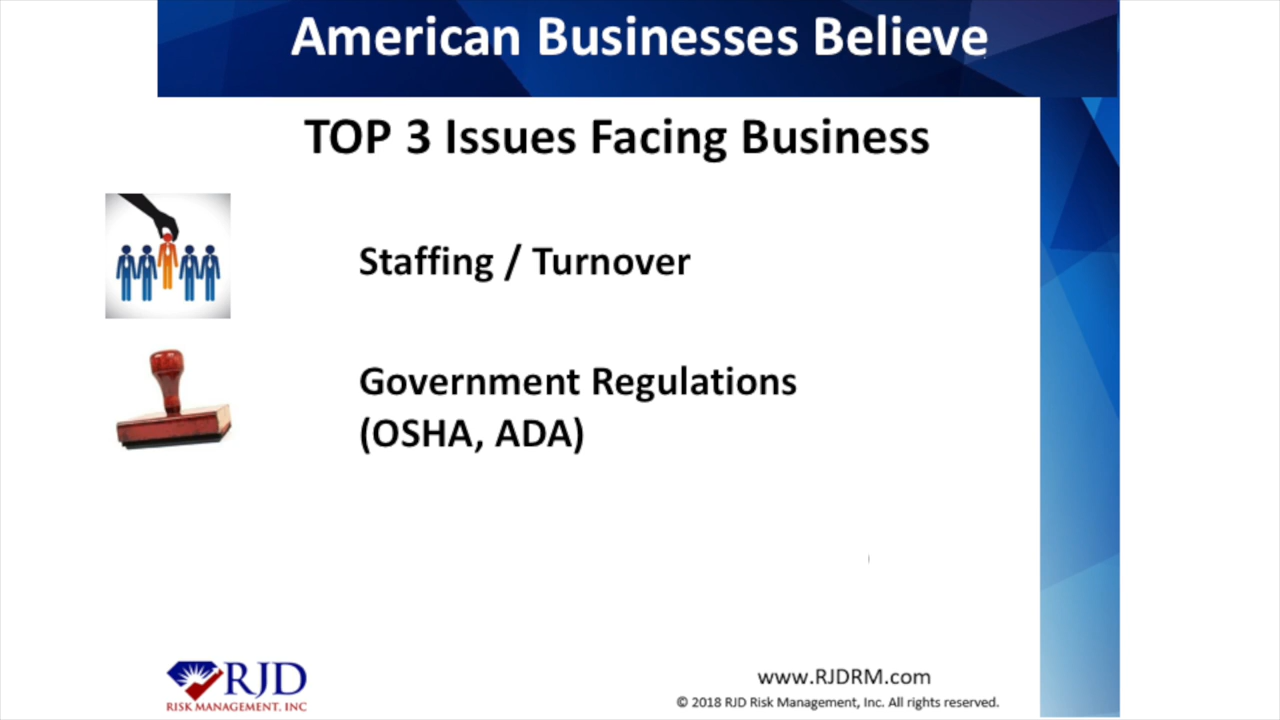 American Businesses Believe
TOP 3 Issues Facing Business
Staffing / Turnover
Government Regulations
(OSHA, ADA)
RJD
RISK MANAGEMENT, INC
www.RJDRM.com
© 2018 RJD Risk Management, Inc. All rights reserved.